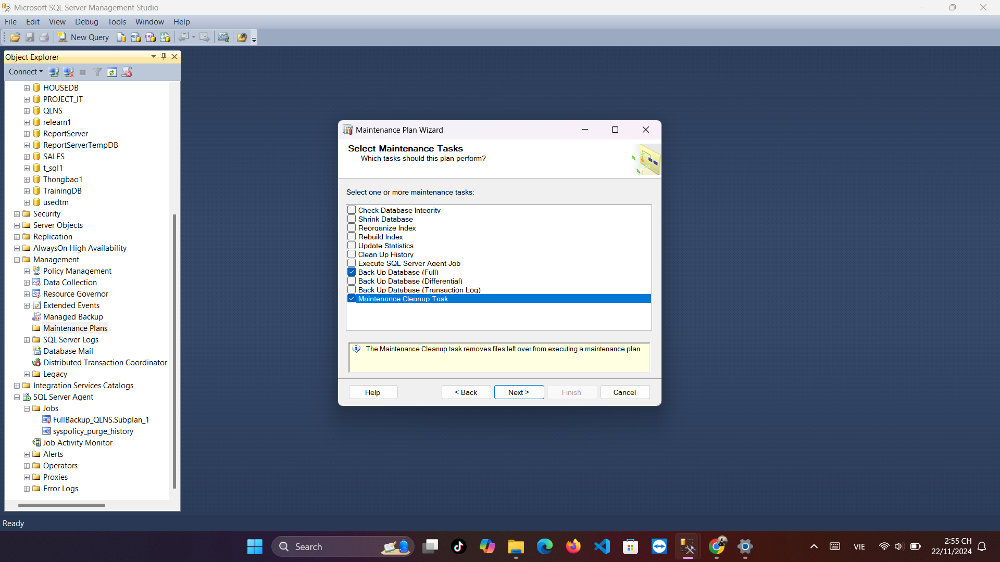 Microsoft SQL Server Management Studio
File Edit View Debug Tools Window Help
New Query
Object Explorer
Connect
HOUSEDB
PROJECT_IT
QLNS
relearn1
ReportServer
ReportServerTempDB
SALES
t_sql1
Thongbao1
TrainingDB
usedtm
Security
Server Objects
Replication
AlwaysOn High Availability
Management
Policy Management
Data Collection
Resource Governor
Extended Events
Managed Backup
Maintenance Plans
SQL Server Logs
Database Mail
Distributed Transaction Coordinator
Legacy
Integration Services Catalogs
SQL Server Agent
Jobs
FullBackup_QLNS.Subplan_1
syspolicy_purge_history
Job Activity Monitor
Alerts
Operators
Proxies
Error Logs
Maintenance Plan Wizard
Select Maintenance Tasks
Which tasks should this plan perform?
Select one or more maintenance tasks:
Check Database Integrity
Shrink Database
Reorganize Index
Rebuild Index
Update Statistics
Clean Up History
Execute SQL Server Agent Job
Back Up Database (Full)
Back Up Database (Differential)
Back Up Database (Transaction Log)
Maintenance Cleanup Task
The Maintenance Cleanup task removes files left over from executing a maintenance plan.
Help < Back Next > Finish Cancel
Ready
Search
VIE
2:55 CH
22/11/2024